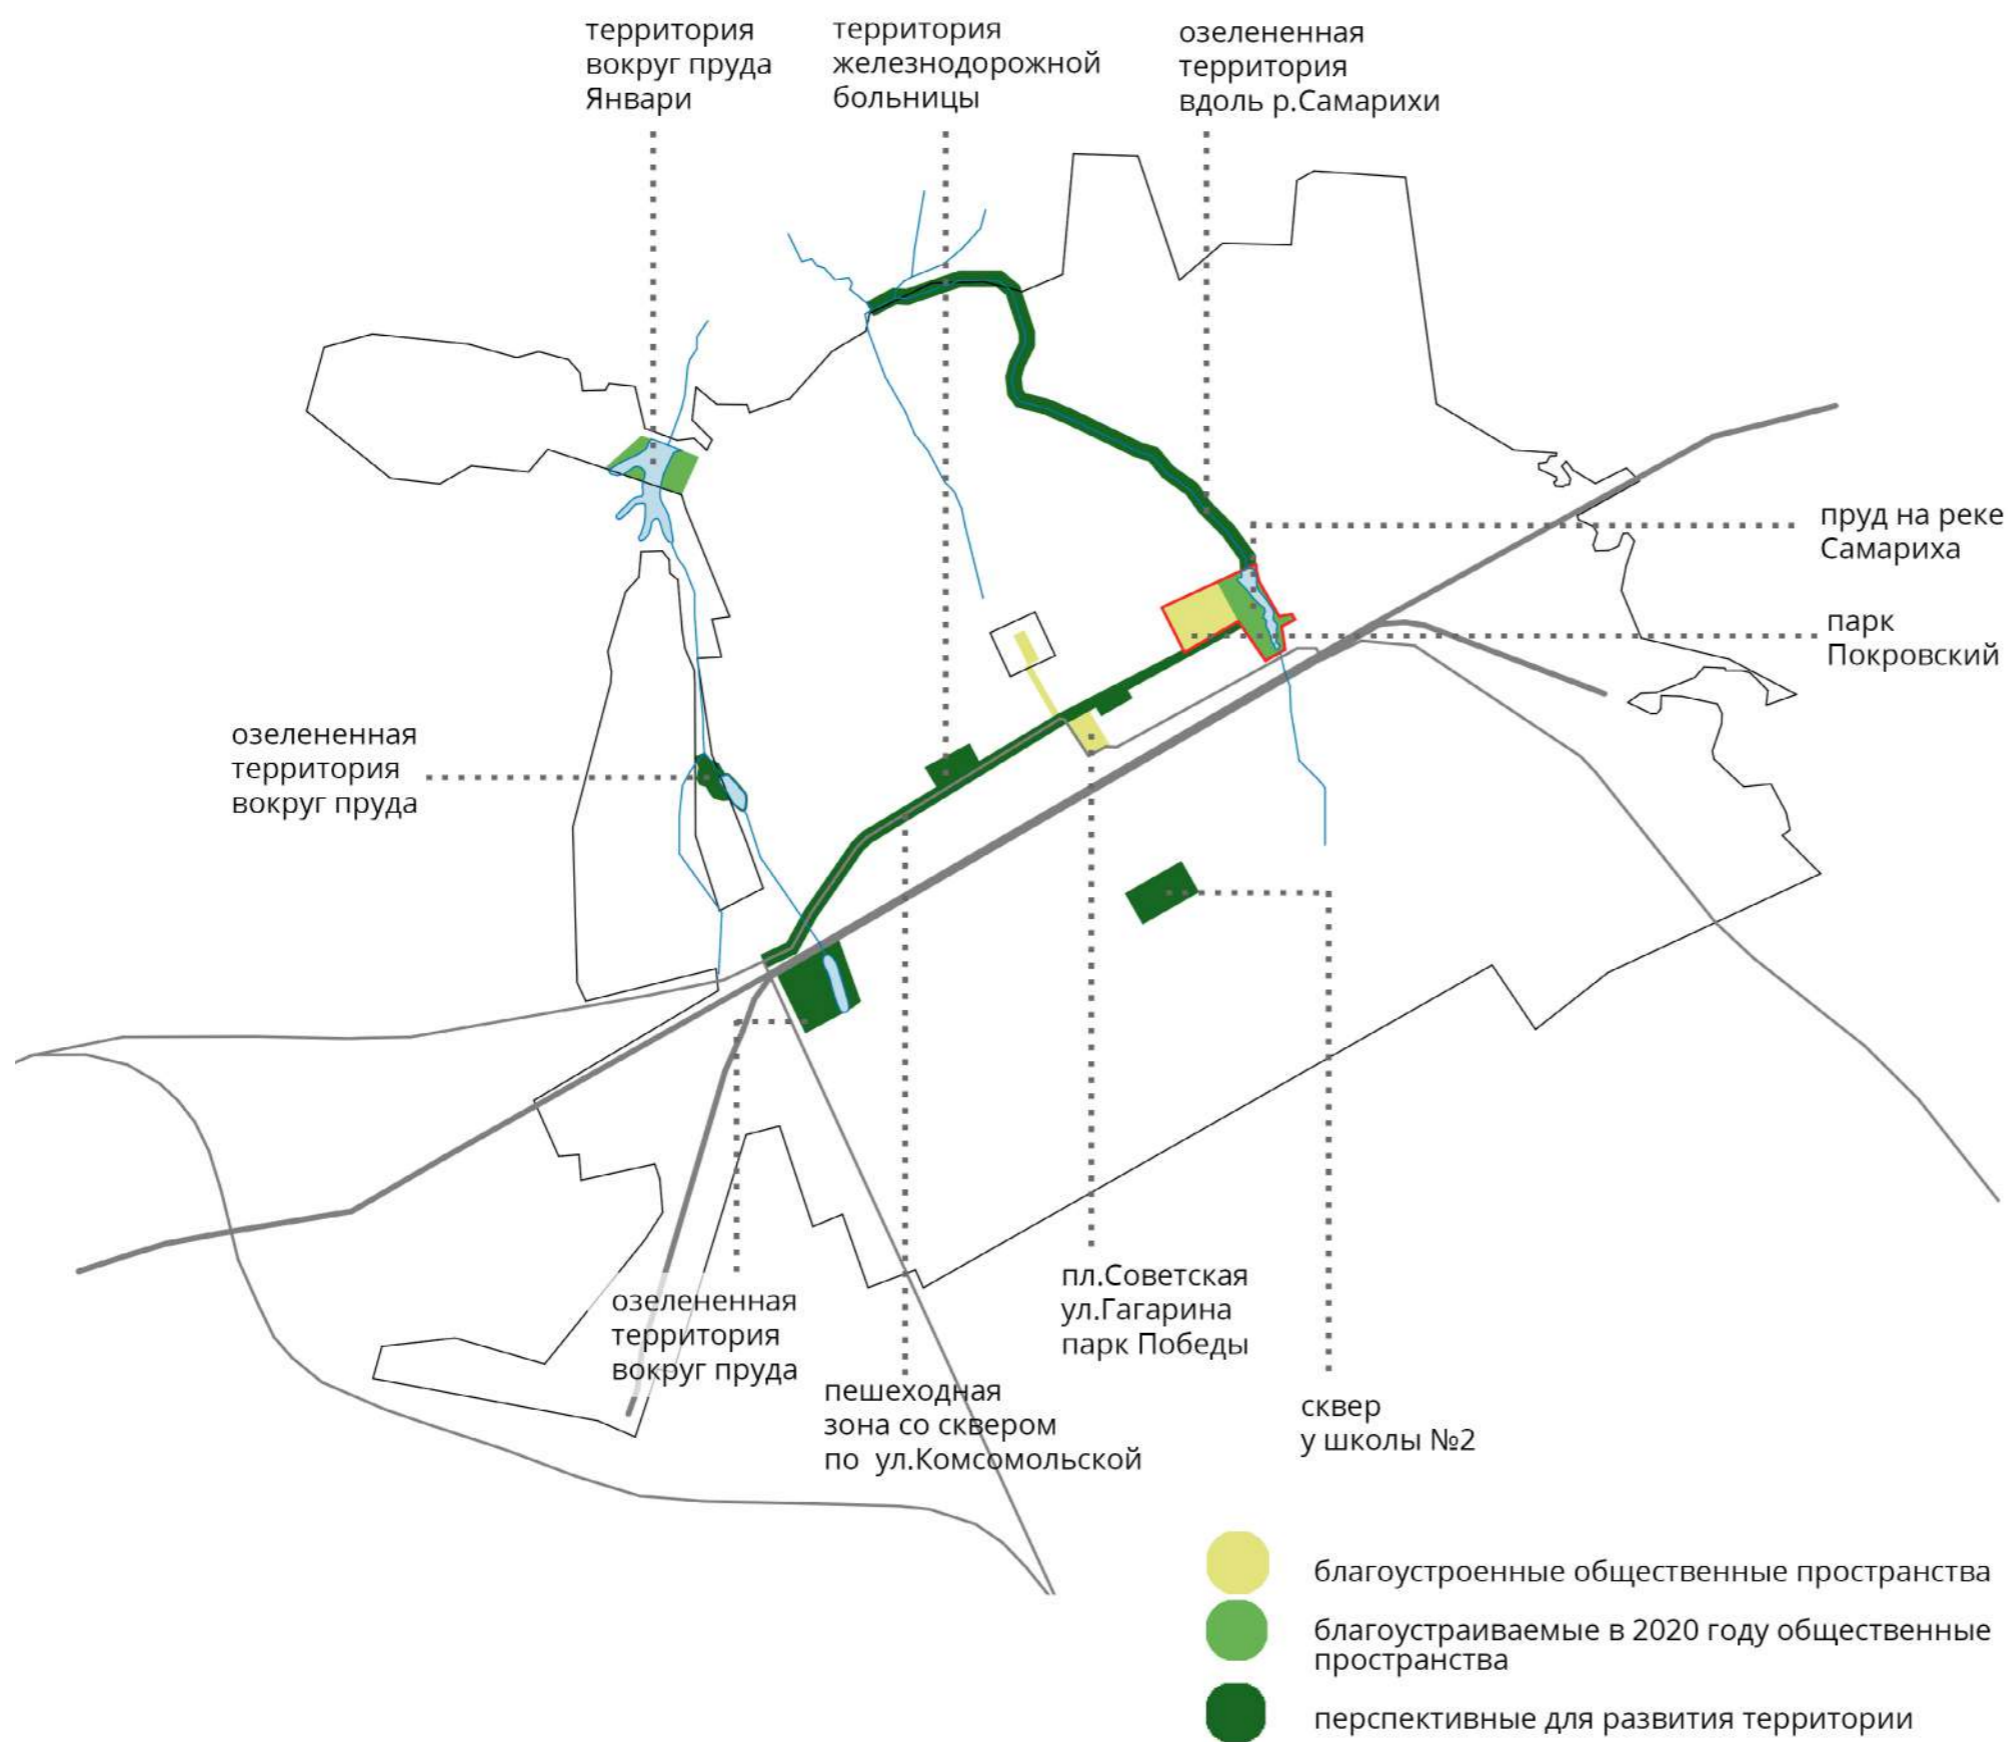 территория
вокруг пруда
Январи
территория
железнодорожной
больницы
озелененная
территория
вдоль р.Самарихи
пруд на реке
Самариха
парк
Покровский
озелененная
территория
вокруг пруда
озелененная
территория
вокруг пруда
пешеходная
зона со сквером
по ул.Комсомольской
пл.Советская
ул.Гагарина
парк Победы
сквер
у школы №2
благоустроенные общественные пространства
благоустраиваемые в 2020 году общественные
пространства
перспективные для развития территории